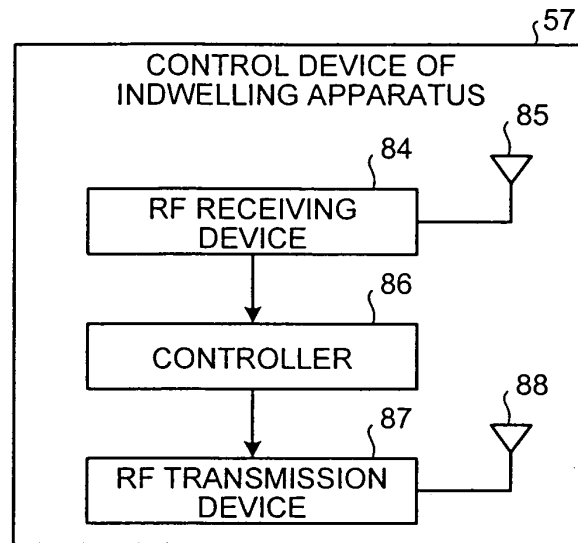 57
CONTROL DEVICE OF
INDWELLING APPARATUS
85
84
RF RECEIVING
DEVICE
86
CONTROLLER
88
87
RF TRANSMISSION
DEVICE